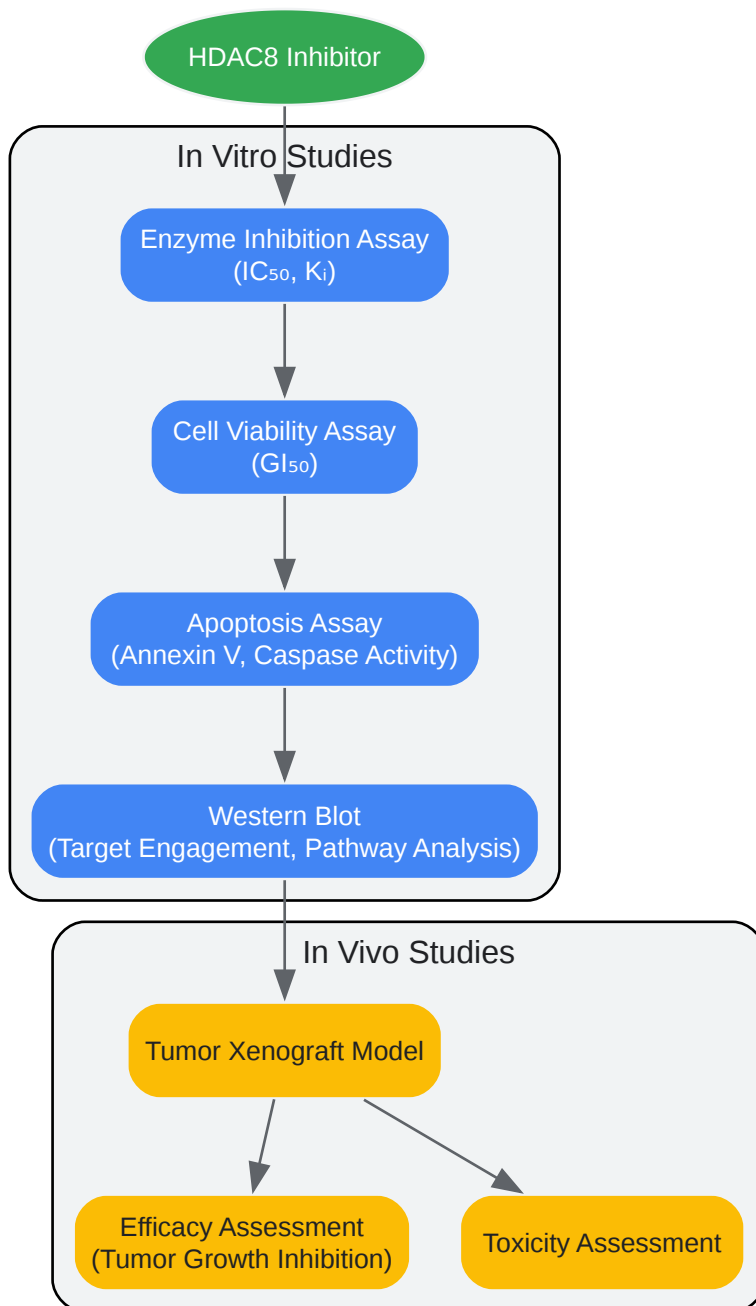 HDAC8 Inhibitor
In Vitro Studies
Enzyme Inhibition Assay
(IC₅₀, Kᵢ)
Cell Viability Assay
(GI₅₀)
Apoptosis Assay
(Annexin V, Caspase Activity)
Western Blot
(Target Engagement, Pathway Analysis)
In Vivo Studies
Tumor Xenograft Model
Efficacy Assessment
(Tumor Growth Inhibition)
Toxicity Assessment